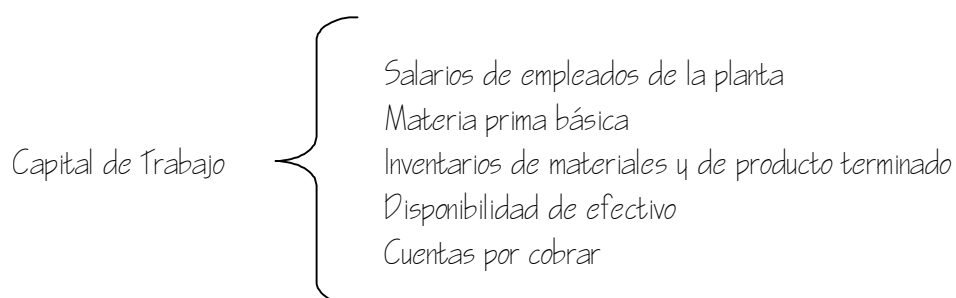 Capital de Trabajo
Salarios de empleados de la planta
Materia prima básica
Inventarios de materiales y de producto terminado
Disponibilidad de efectivo
Cuentas por cobrar